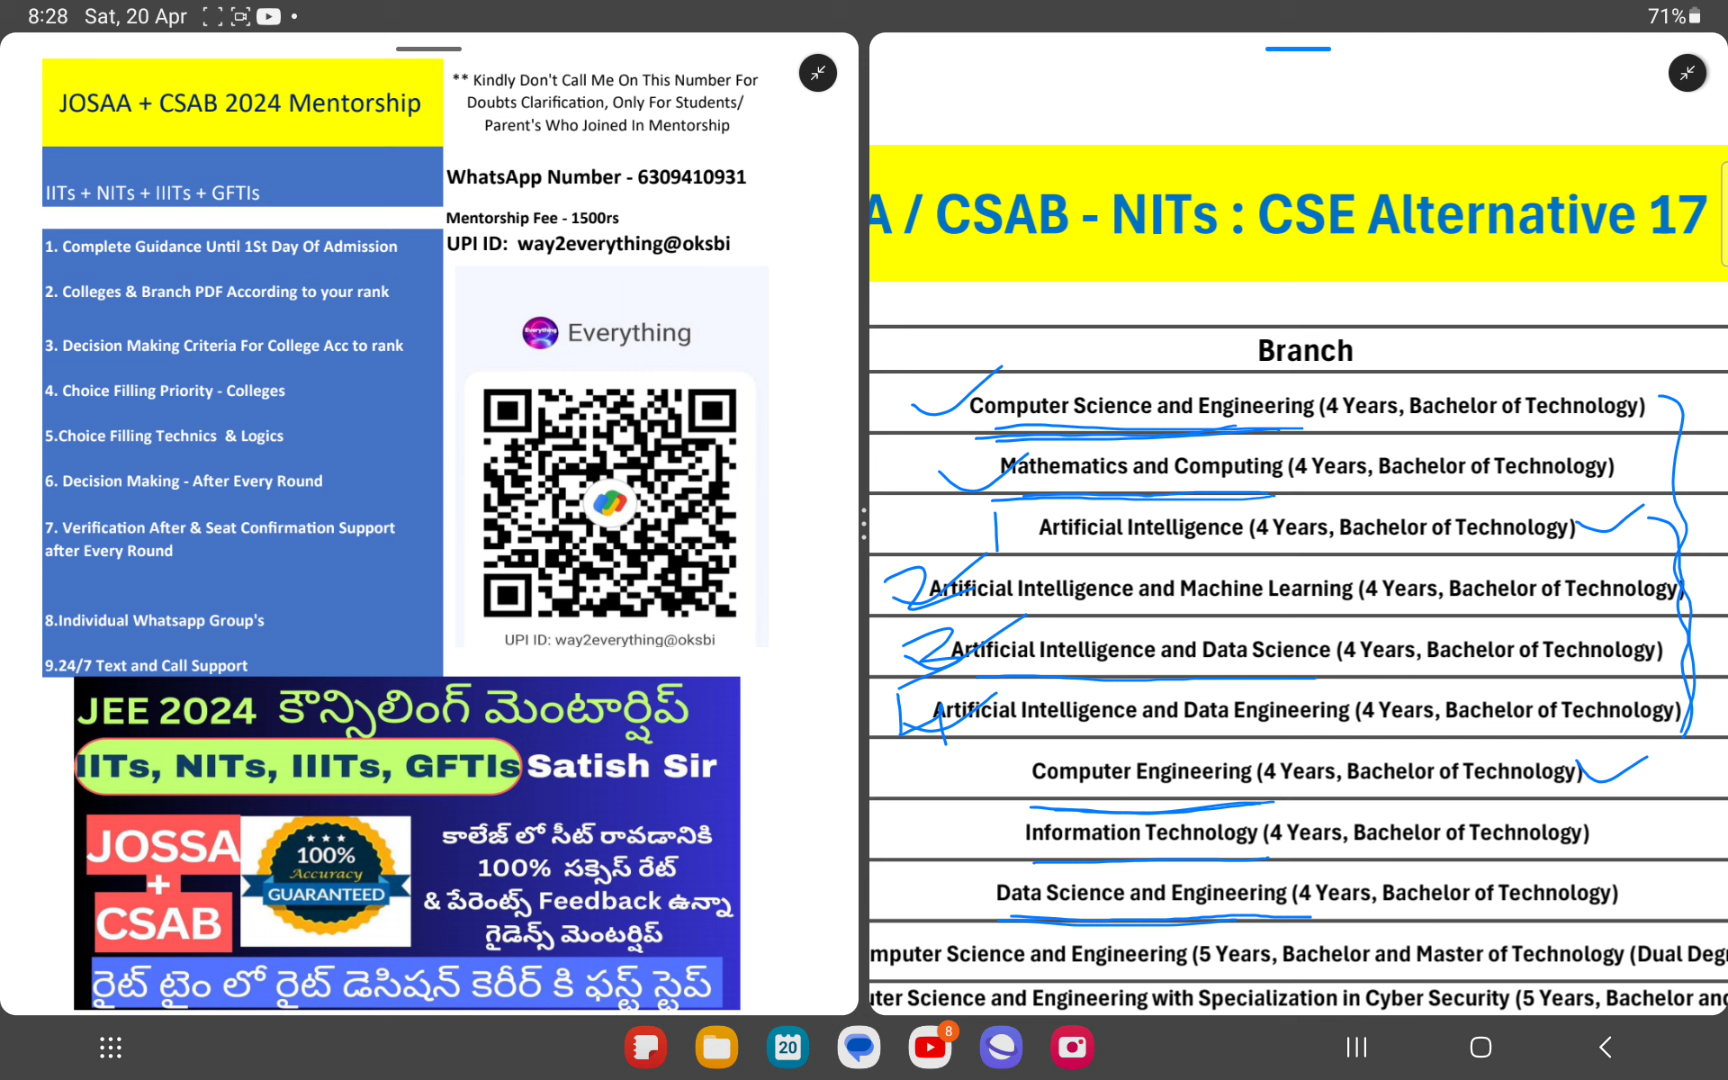 8:28 Sat, 20 Apr
71%
JOSAA + CSAB 2024 Mentorship
IITs + NITs + IIITs + GFTIs
1. Complete Guidance Until 1St Day Of Admission
2. Colleges & Branch PDF According to your rank
3. Decision Making Criteria For College Acc to rank
4. Choice Filling Priority - Colleges
5.Choice Filling Technics & Logics
6. Decision Making - After Every Round
7. Verification After & Seat Confirmation Support
after Every Round
8.Individual Whatsapp Group's
9.24/7 Text and Call Support
** Kindly Don't Call Me On This Number For
Doubts Clarification, Only For Students/
Parent's Who Joined In Mentorship
WhatsApp Number - 6309410931
Mentorship Fee - 1500rs
UPI ID: way2everything@oksbi
Everything
Everything
UPI ID: way2everything@oksbi
JEE 2024 కౌన్సిలింగ్ మెంటార్షిప్
IITs, NITs, IIITs, GFTIs Satish Sir
JOSSA
+
CSAB
100%
Accuracy
GUARANTEED
కాలేజ్ లో సీట్ రావడానికి
100% సక్సెస్ రేట్
& పేరెంట్స్ Feedback ఉన్నా
గైడెన్స్ మెంటర్షిప్
రైట్ టైం లో రైట్ డెసిషన్ కెరీర్ కి ఫస్ట్ స్టెప్
A / CSAB - NITs : CSE Alternative 17
Branch
Computer Science and Engineering (4 Years, Bachelor of Technology)
Mathematics and Computing (4 Years, Bachelor of Technology)
1 Artificial Intelligence (4 Years, Bachelor of Technology)
2 Artificial Intelligence and Machine Learning (4 Years, Bachelor of Technology)
3 Artificial Intelligence and Data Science (4 Years, Bachelor of Technology)
4 Artificial Intelligence and Data Engineering (4 Years, Bachelor of Technology)
Computer Engineering (4 Years, Bachelor of Technology)
Information Technology (4 Years, Bachelor of Technology)
Data Science and Engineering (4 Years, Bachelor of Technology)
mputer Science and Engineering (5 Years, Bachelor and Master of Technology (Dual Deg
uter Science and Engineering with Specialization in Cyber Security (5 Years, Bachelor an
20
8